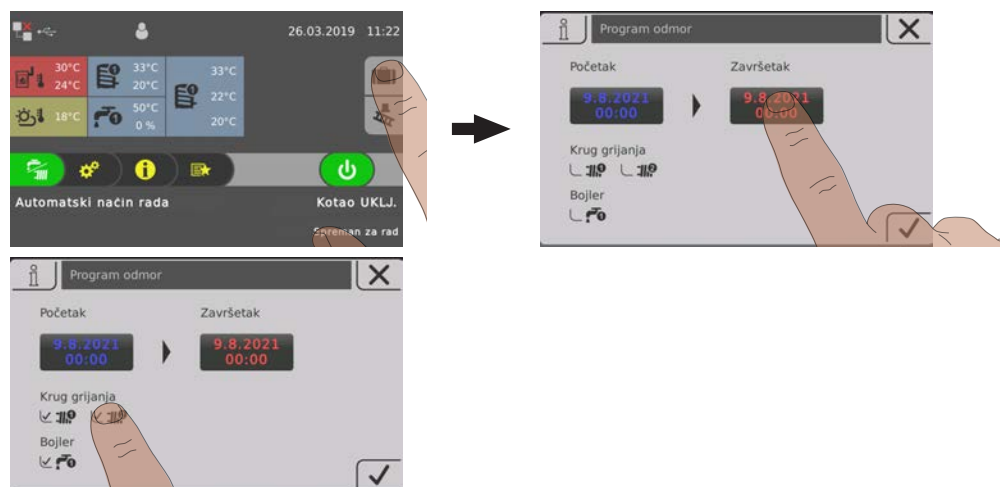 26.03.2019 11:22
30°C 33°C 33°C
24°C 20°C 22°C
18°C 50°C 20°C
0 %
Automatski način rada Kotao UKLJ.
Spreman za rad
Program odmor
Početak Završetak
9.8.2021 9.8.2021
00:00 00:00
Krug grijanja
Bojler
Program odmor
Početak Završetak
9.8.2021 9.8.2021
00:00 00:00
Krug grijanja
Bojler